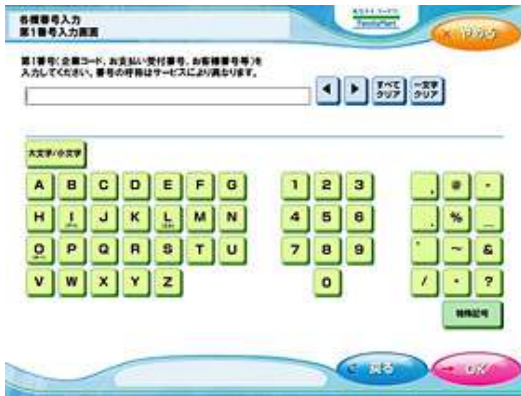 各種番号入力
第1番号入力画面
FamilyMart
やめる
第1番号(企業コード、お支払い受付番号、お客様番号等)を
入力してください。番号の呼称はサービスにより異なります。
すべて
クリア
一文字
クリア
大文字/小文字
A B C D E F G 1 2 3 @ -
H I J K L M N 4 5 6 % _
O P Q R S T U 7 8 9 ~ &
V W X Y Z 0 / ?
特殊記号
戻る
OK